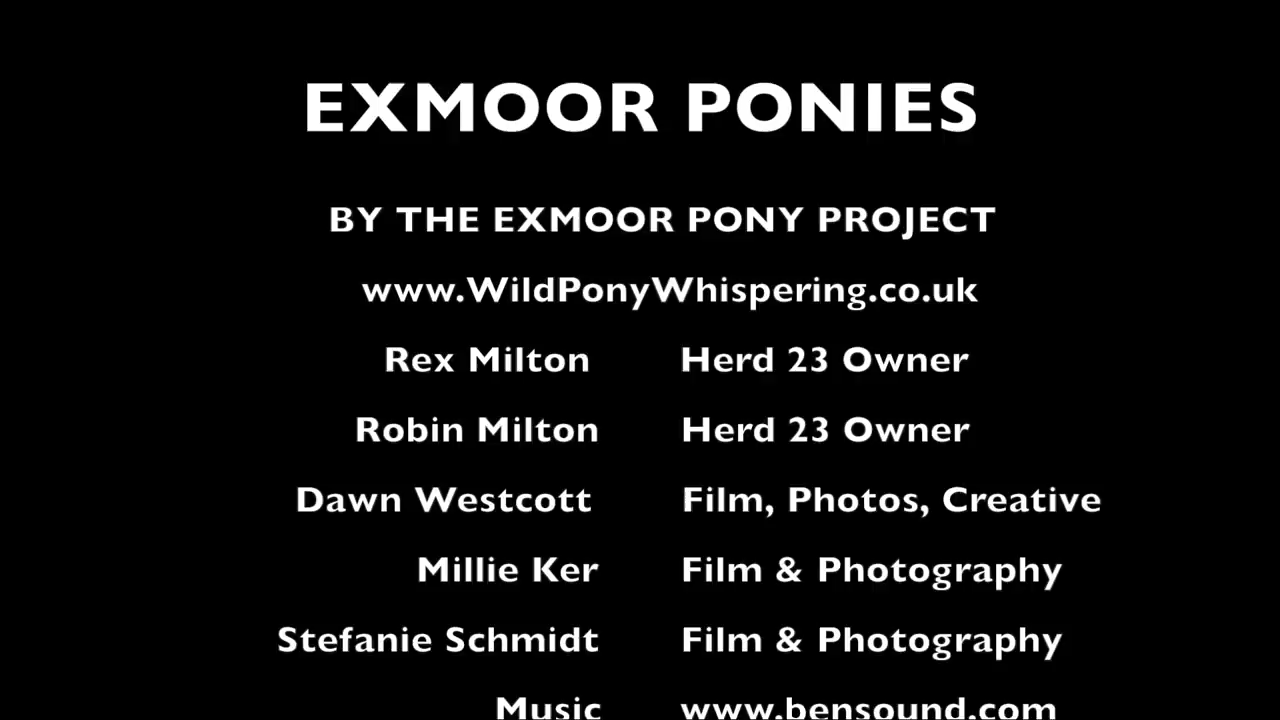 EXMOOR PONIES
BY THE EXMOOR PONY PROJECT
www.WildPonyWhispering.co.uk
Rex Milton Herd 23 Owner
Robin Milton Herd 23 Owner
Dawn Westcott Film, Photos, Creative
Millie Ker Film & Photography
Stefanie Schmidt Film & Photography
Music www.bensound.com